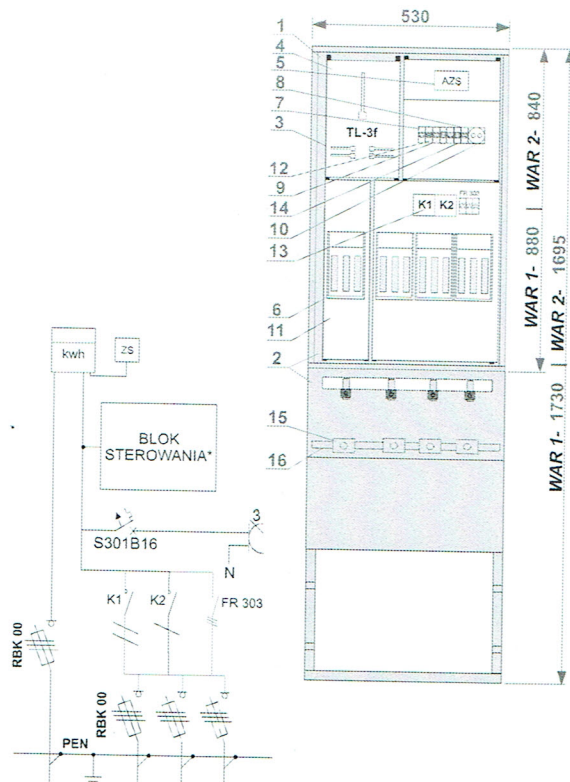 530
1
4
5
8
7
3
12
9
14
10
13
6
11
2
15
16
AZS
TL-3f
FR 303
K1 K2
WAR 1- 880 | WAR 2- 840
WAR 1- 1730 | WAR 2- 1695
kwh
ZS
BLOK
STEROWANIA*
S301B16
3
N
K1
K2
FR 303
RBK 00
RBK 00
PEN